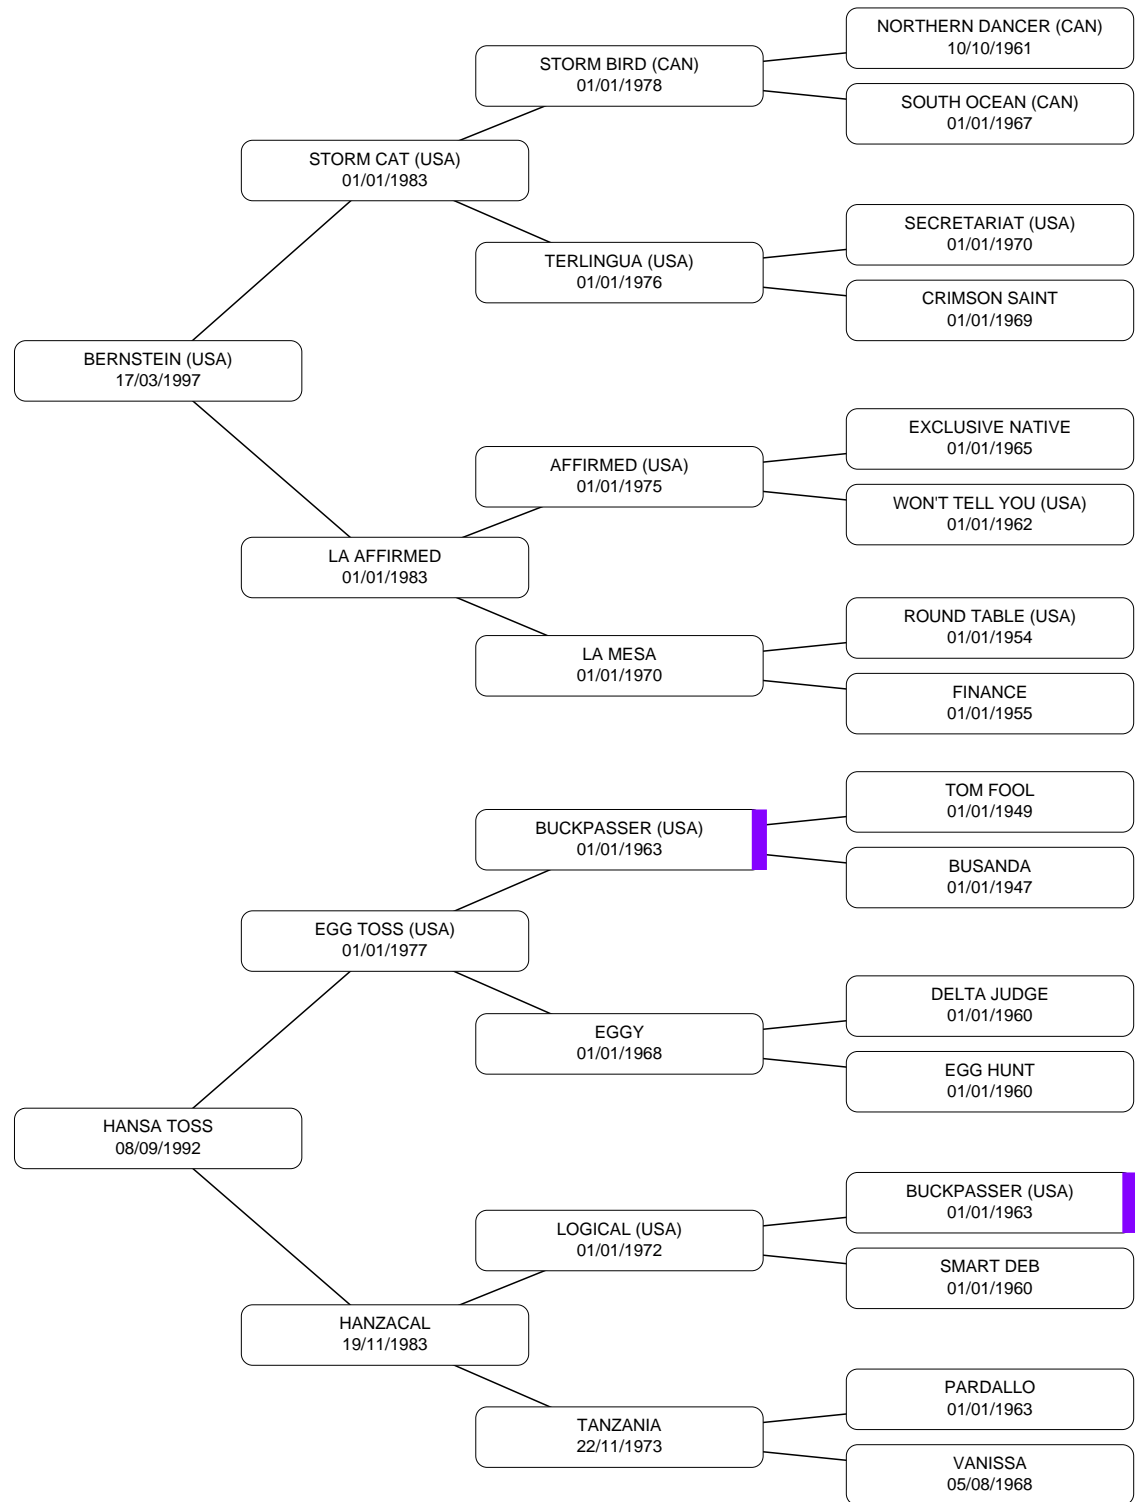 NORTHERN DANCER (CAN)
10/10/1961
STORM BIRD (CAN)
01/01/1978
SOUTH OCEAN (CAN)
01/01/1967
STORM CAT (USA)
01/01/1983
SECRETARIAT (USA)
01/01/1970
TERLINGUA (USA)
01/01/1976
CRIMSON SAINT
01/01/1969
BERNSTEIN (USA)
17/03/1997
EXCLUSIVE NATIVE
01/01/1965
AFFIRMED (USA)
01/01/1975
WON'T TELL YOU (USA)
01/01/1962
LA AFFIRMED
01/01/1983
ROUND TABLE (USA)
01/01/1954
LA MESA
01/01/1970
FINANCE
01/01/1955
TOM FOOL
01/01/1949
BUCKPASSER (USA)
01/01/1963
BUSANDA
01/01/1947
EGG TOSS (USA)
01/01/1977
DELTA JUDGE
01/01/1960
EGGY
01/01/1968
EGG HUNT
01/01/1960
HANSA TOSS
08/09/1992
BUCKPASSER (USA)
01/01/1963
LOGICAL (USA)
01/01/1972
SMART DEB
01/01/1960
HANZACAL
19/11/1983
PARDALLO
01/01/1963
TANZANIA
22/11/1973
VANISSA
05/08/1968